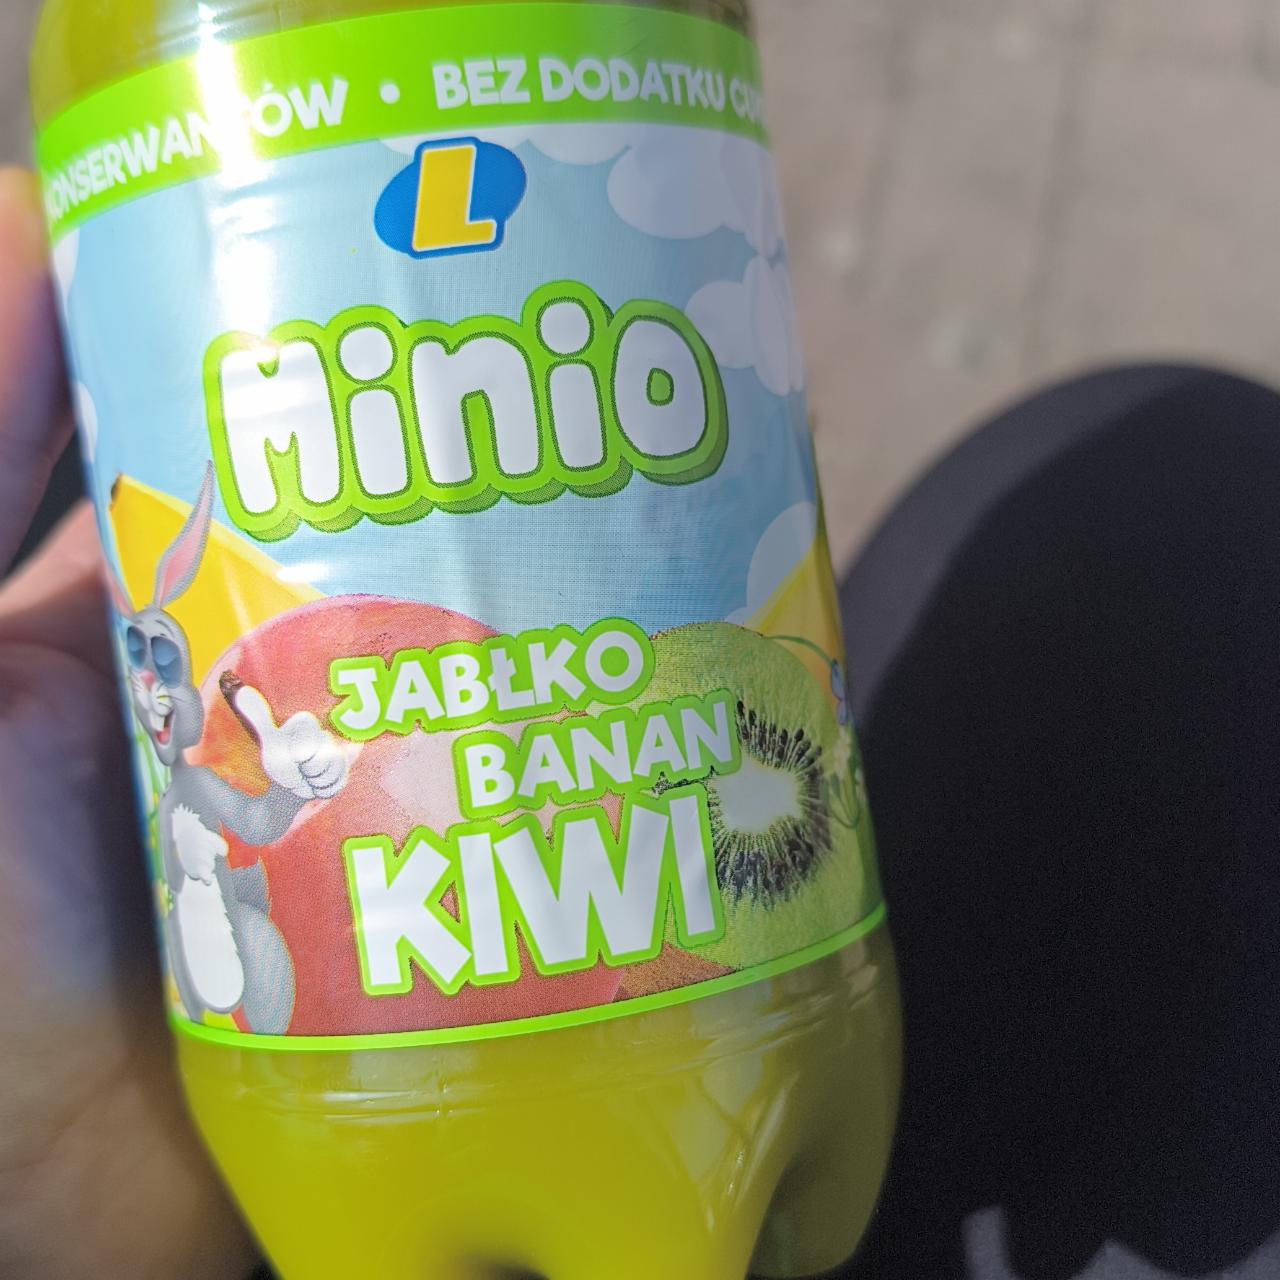 KONSERWANTÓW • BEZ DODATKU
L
Minio
JABŁKO
BANAN
KIWI